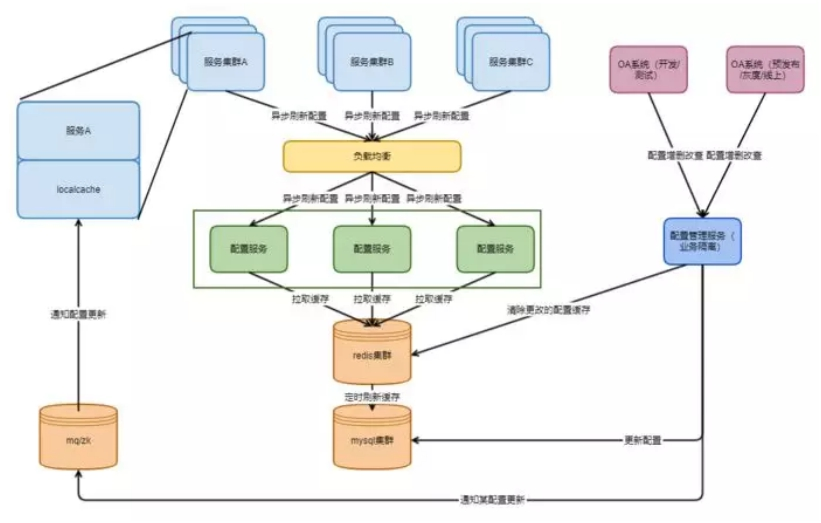 服务集群A
服务集群B
服务集群C
OA系统（开发/
测试）
OA系统（预发布
/灰度/线上）
异步刷新配置
异步刷新配置
异步刷新配置
服务A
负载均衡
配置增删改查
配置增删改查
localcache
异步刷新配置
异步刷新配置
异步刷新配置
配置服务
配置服务
配置服务
配置管理服务（
业务隔离）
拉取缓存
拉取缓存
拉取缓存
清除更改的配置缓存
通知配置更新
redis集群
定时刷新缓存
mq/zk
mysql集群
更新配置
通知某配置更新